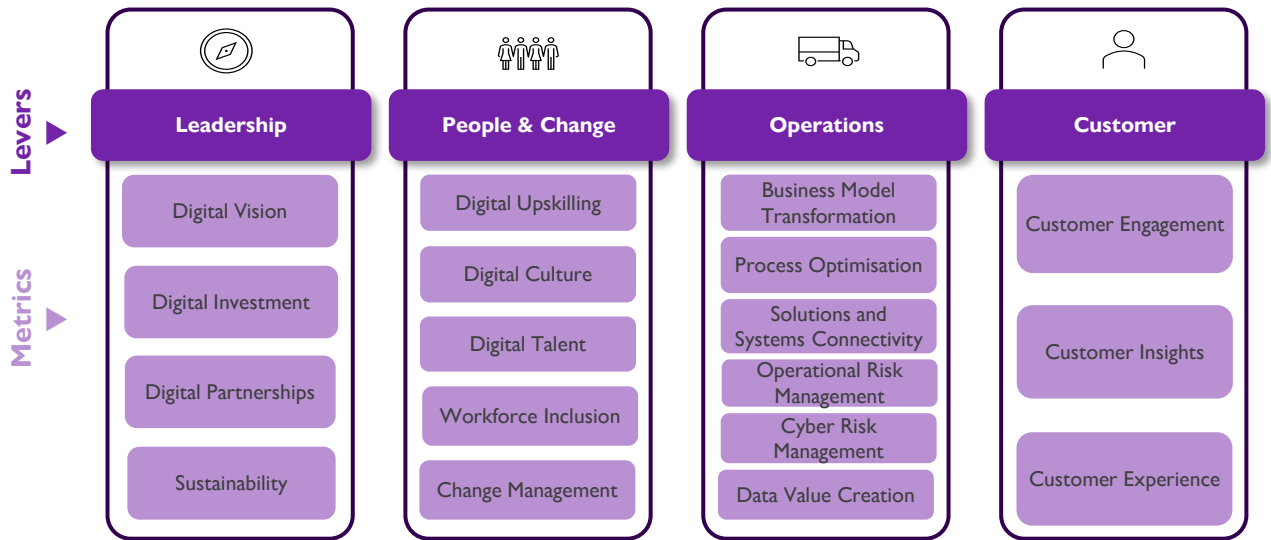 Levers
Metrics
Leadership
Digital Vision
Digital Investment
Digital Partnerships
Sustainability
People & Change
Digital Upskilling
Digital Culture
Digital Talent
Workforce Inclusion
Change Management
Operations
Business Model
Transformation
Process Optimisation
Solutions and
Systems Connectivity
Operational Risk
Management
Cyber Risk
Management
Data Value Creation
Customer
Customer Engagement
Customer Insights
Customer Experience